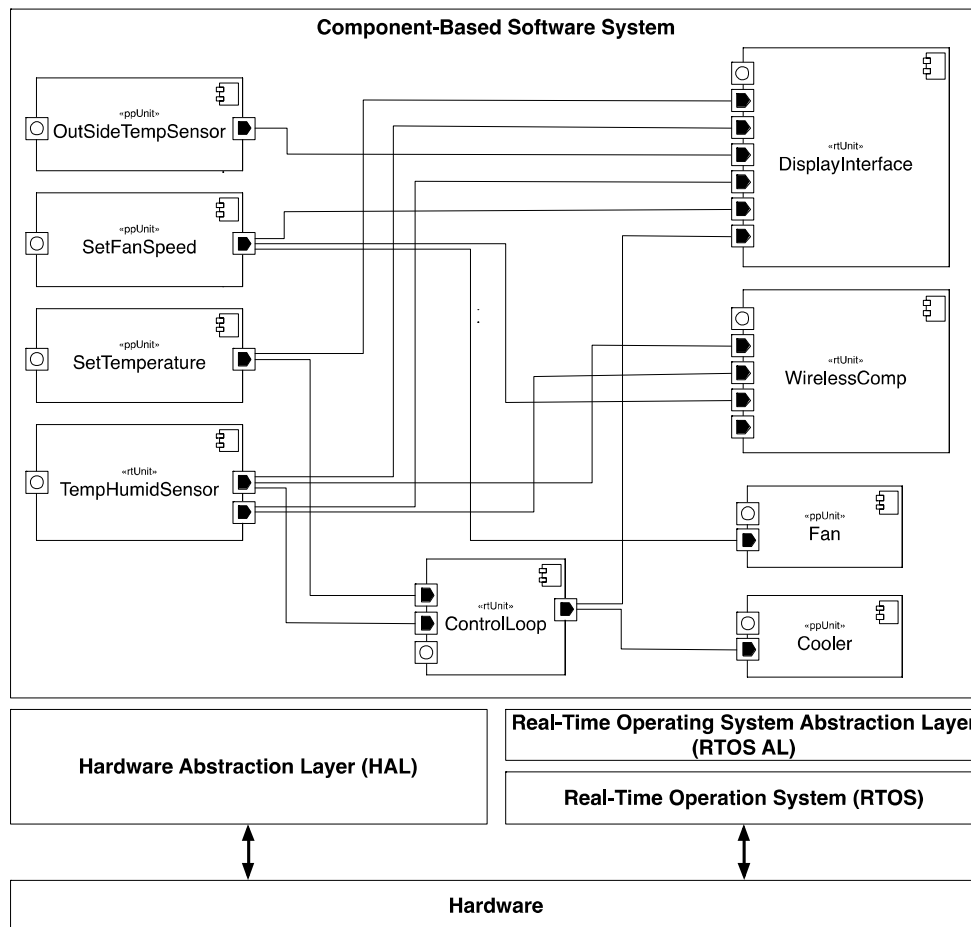 Component-Based Software System
«ppUnit»
OutSideTempSensor
«ppUnit»
SetFanSpeed
«ppUnit»
SetTemperature
«rtUnit»
TempHumidSensor
«rtUnit»
ControlLoop
«rtUnit»
DisplayInterface
«rtUnit»
WirelessComp
«ppUnit»
Fan
«ppUnit»
Cooler
Hardware Abstraction Layer (HAL)
Real-Time Operating System Abstraction Layer
(RTOS AL)
Real-Time Operation System (RTOS)
Hardware